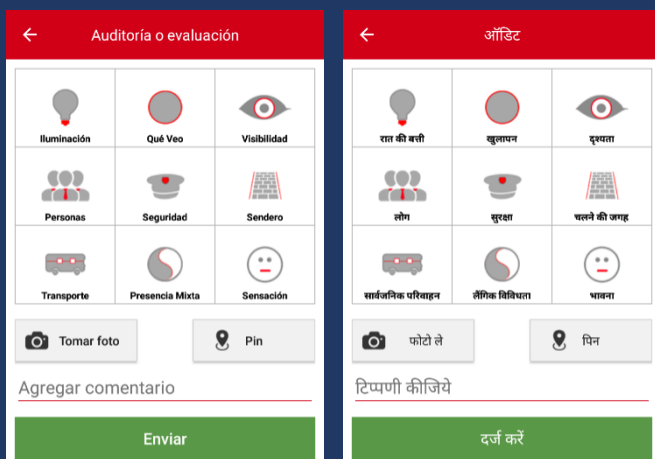 Auditoría o evaluación
Iluminación
Qué Veo
Visibilidad
Personas
Seguridad
Sendero
Transporte
Presencia Mixta
Sensación
Tomar foto
Pin
Agregar comentario
Enviar
ऑडिट
रात की बत्ती
खुलापन
दृश्यता
लोग
सुरक्षा
चलने की जगह
सार्वजनिक परिवाहन
लैंगिक विविधता
भावना
फोटो ले
पिन
टिप्पणी कीजिये
दर्ज करें